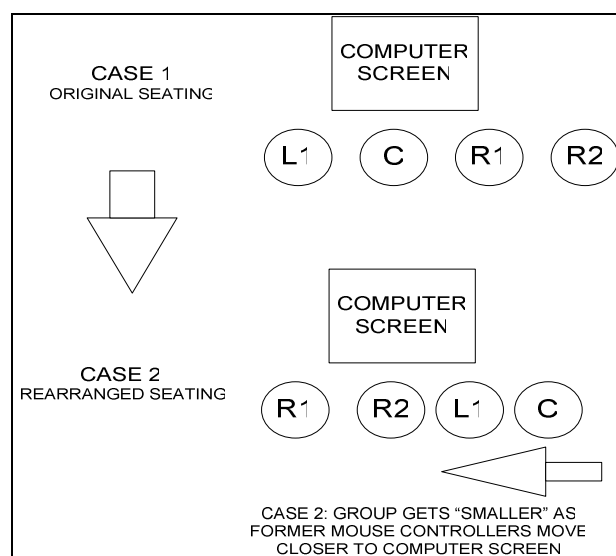 COMPUTER
SCREEN
CASE 1
ORIGINAL SEATING
L1 C R1 R2
COMPUTER
SCREEN
CASE 2
REARRANGED SEATING
R1 R2 L1 C
CASE 2: GROUP GETS “SMALLER” AS
FORMER MOUSE CONTROLLERS MOVE
CLOSER TO COMPUTER SCREEN